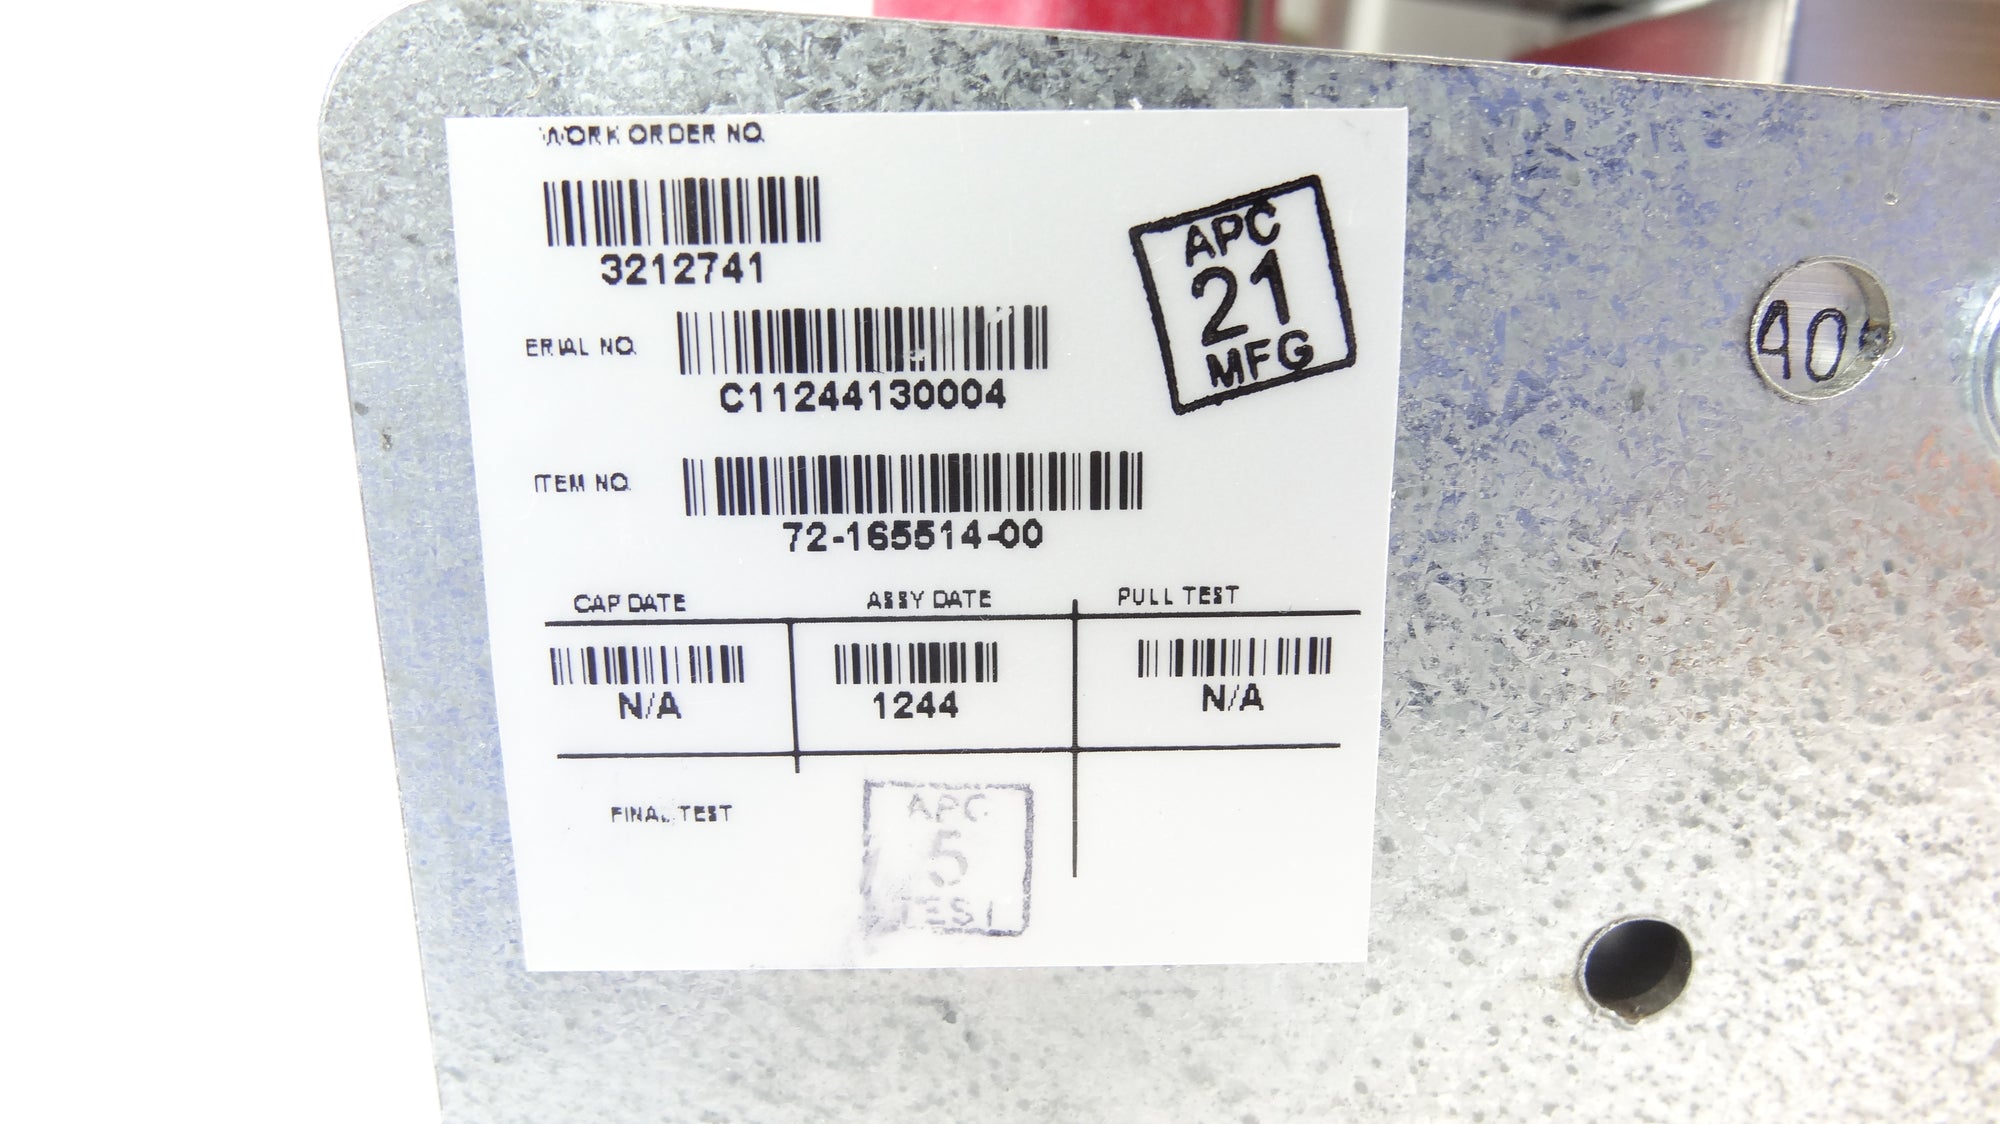 WORK ORDER NO.
3212741
ERIAL NO.
C11244130004
ITEM NO.
72-165514-00
APC
21
MFG
CAP DATE ASSY DATE PULL TEST
N/A 1244 N/A
FINAL TEST
APC
5
TEST